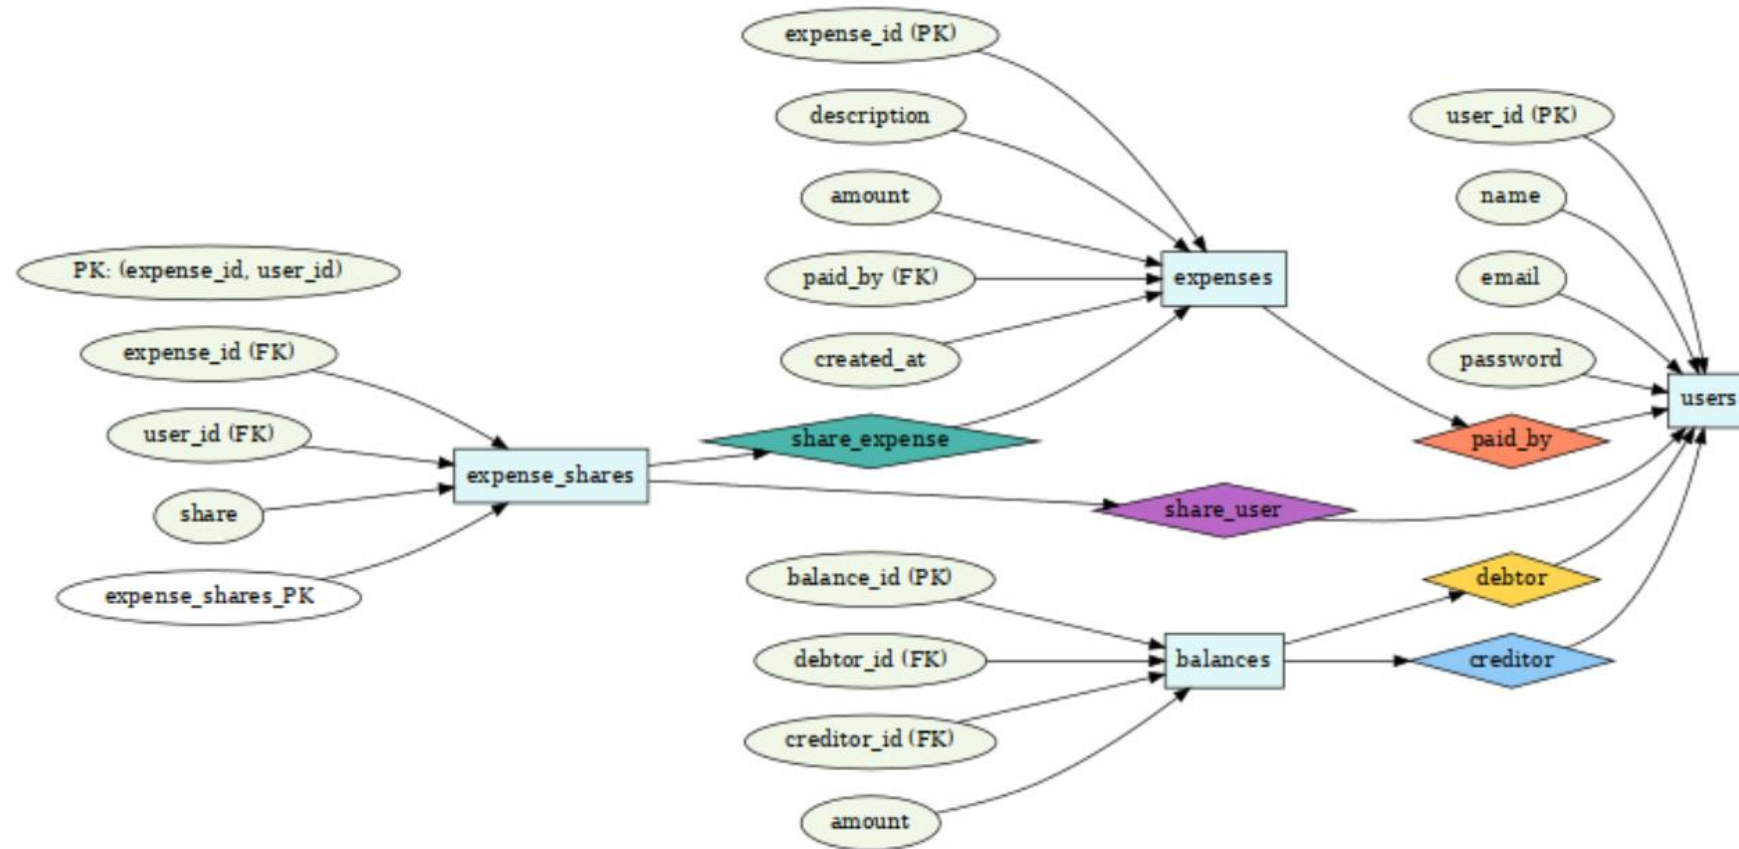 expense_id (PK)
description
amount
paid_by (FK)
created_at
expenses
user_id (PK)
name
email
password
users
PK: (expense_id, user_id)
expense_id (FK)
user_id (FK)
share
expense_shares_PK
expense_shares
share_expense
share_user
paid_by
balance_id (PK)
debtor_id (FK)
creditor_id (FK)
amount
balances
debtor
creditor